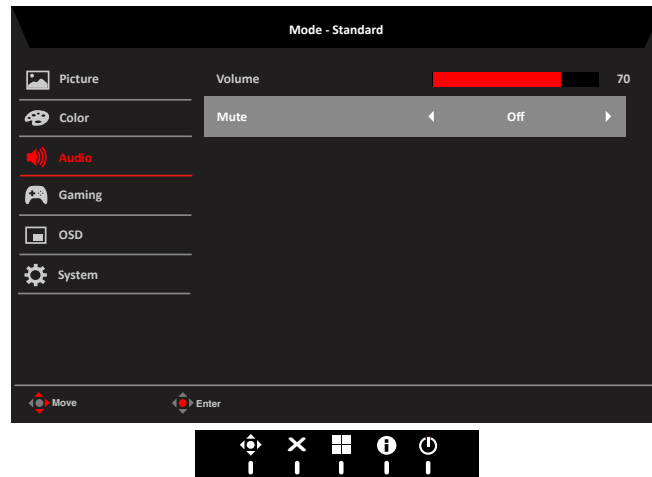 Mode - Standard
Picture
Volume 70
Color
Mute Off
Audio
Gaming
OSD
System
Move Enter